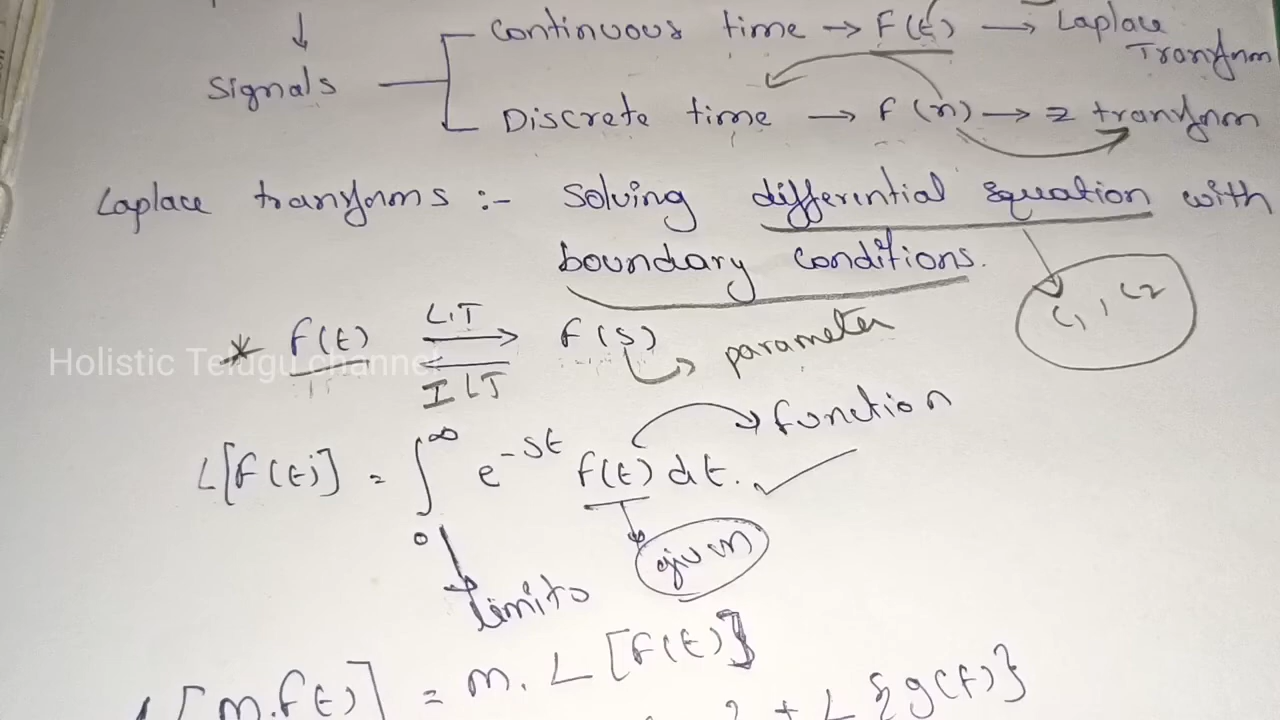 Continuous time → F(t) → Laplace Transform
↓
Signals
Discrete time → F(n) → Z transform
Laplace transforms :- Solving differential equation with
boundary conditions.
C1, C2
* F(t) L.T F(s) parameter
ILT
Holistic Telugu channel
function
L[F(t)] = ∫₀^∞ e^-st f(t) dt.
given
limits
L[m.f(t)] = m. L[F(t)]
+ L{g(t)}